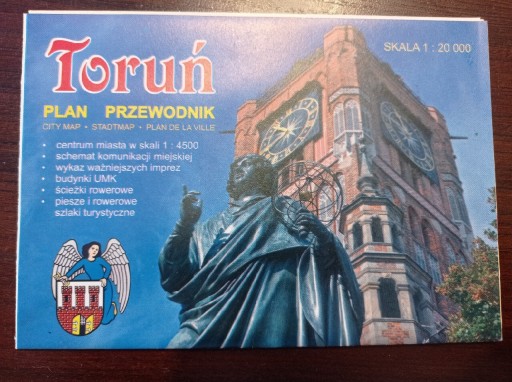 Toruń
SKALA 1 : 20 000
PLAN PRZEWODNIK
CITY MAP • STADTMAP • PLAN DE LA VILLE
• centrum miasta w skali 1 : 4500
• schemat komunikacji miejskiej
• wykaz ważniejszych imprez
• budynki UMK
• ścieżki rowerowe
• piesze i rowerowe
szlaki turystyczne